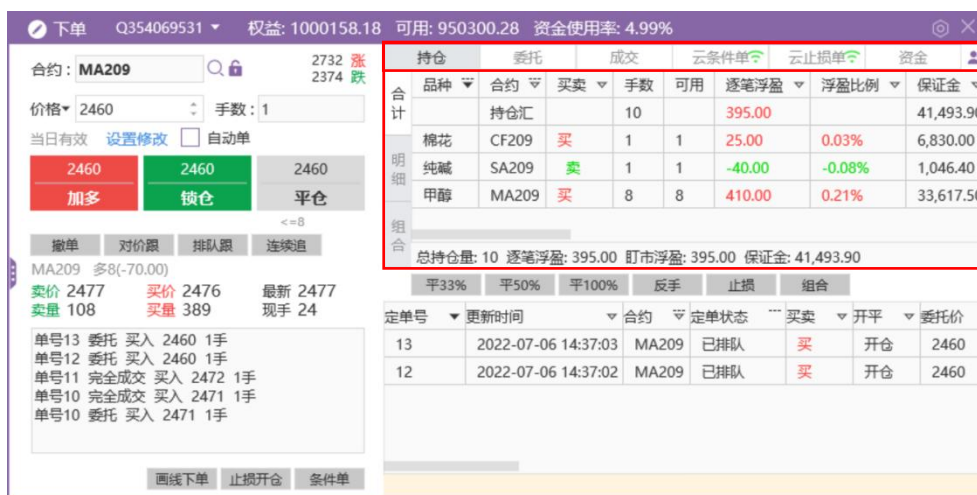 下单 Q354069531 权益: 1000158.18 可用: 950300.28 资金使用率: 4.99%
合约: MA209 2732 涨
2374 跌
价格 2460 手数: 1
当日有效 设置修改 自动单
2460 2460 2460
加多 锁仓 平仓
<=8
撤单 对价跟 排队跟 连续追
MA209 多8(-70.00)
卖价 2477 买价 2476 最新 2477
卖量 108 买量 389 现手 24
单号13 委托 买入 2460 1手
单号12 委托 买入 2460 1手
单号11 完全成交 买入 2472 1手
单号10 完全成交 买入 2471 1手
单号10 委托 买入 2471 1手
画线下单 止损开仓 条件单
持仓 委托 成交 云条件单 云止损单 资金
合计
明细
组合
品种 合约 买卖 手数 可用 逐笔浮盈 浮盈比例 保证金
持仓汇 10 395.00 41,493.90
棉花 CF209 买 1 1 25.00 0.03% 6,830.00
纯碱 SA209 卖 1 1 -40.00 -0.08% 1,046.40
甲醇 MA209 买 8 8 410.00 0.21% 33,617.50
总持仓量: 10 逐笔浮盈: 395.00 盯市浮盈: 395.00 保证金: 41,493.90
平33% 平50% 平100% 反手 止损 组合
定单号 更新时间 合约 定单状态 买卖 开平 委托价
13 2022-07-06 14:37:03 MA209 已排队 买 开仓 2460
12 2022-07-06 14:37:02 MA209 已排队 买 开仓 2460